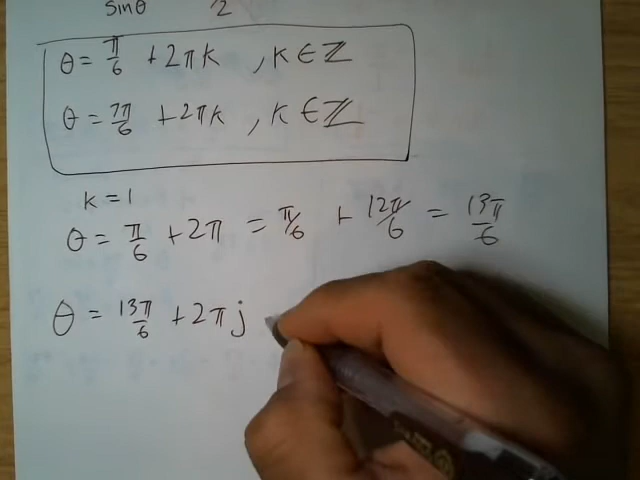 sinθ 2
θ = π/6 + 2πk , k ∈ ℤ
θ = 7π/6 + 2πk , k ∈ ℤ
k = 1
θ = π/6 + 2π = π/6 + 12π/6 = 13π/6
θ = 13π/6 + 2πj